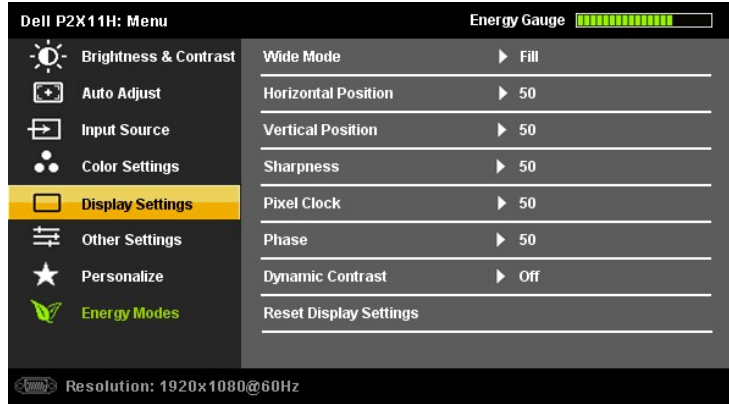 Dell P2X11H: Menu Energy Gauge
Brightness & Contrast Wide Mode Fill
Auto Adjust Horizontal Position 50
Input Source Vertical Position 50
Color Settings Sharpness 50
Display Settings Pixel Clock 50
Other Settings Phase 50
Personalize Dynamic Contrast Off
Energy Modes Reset Display Settings
Resolution: 1920x1080@60Hz